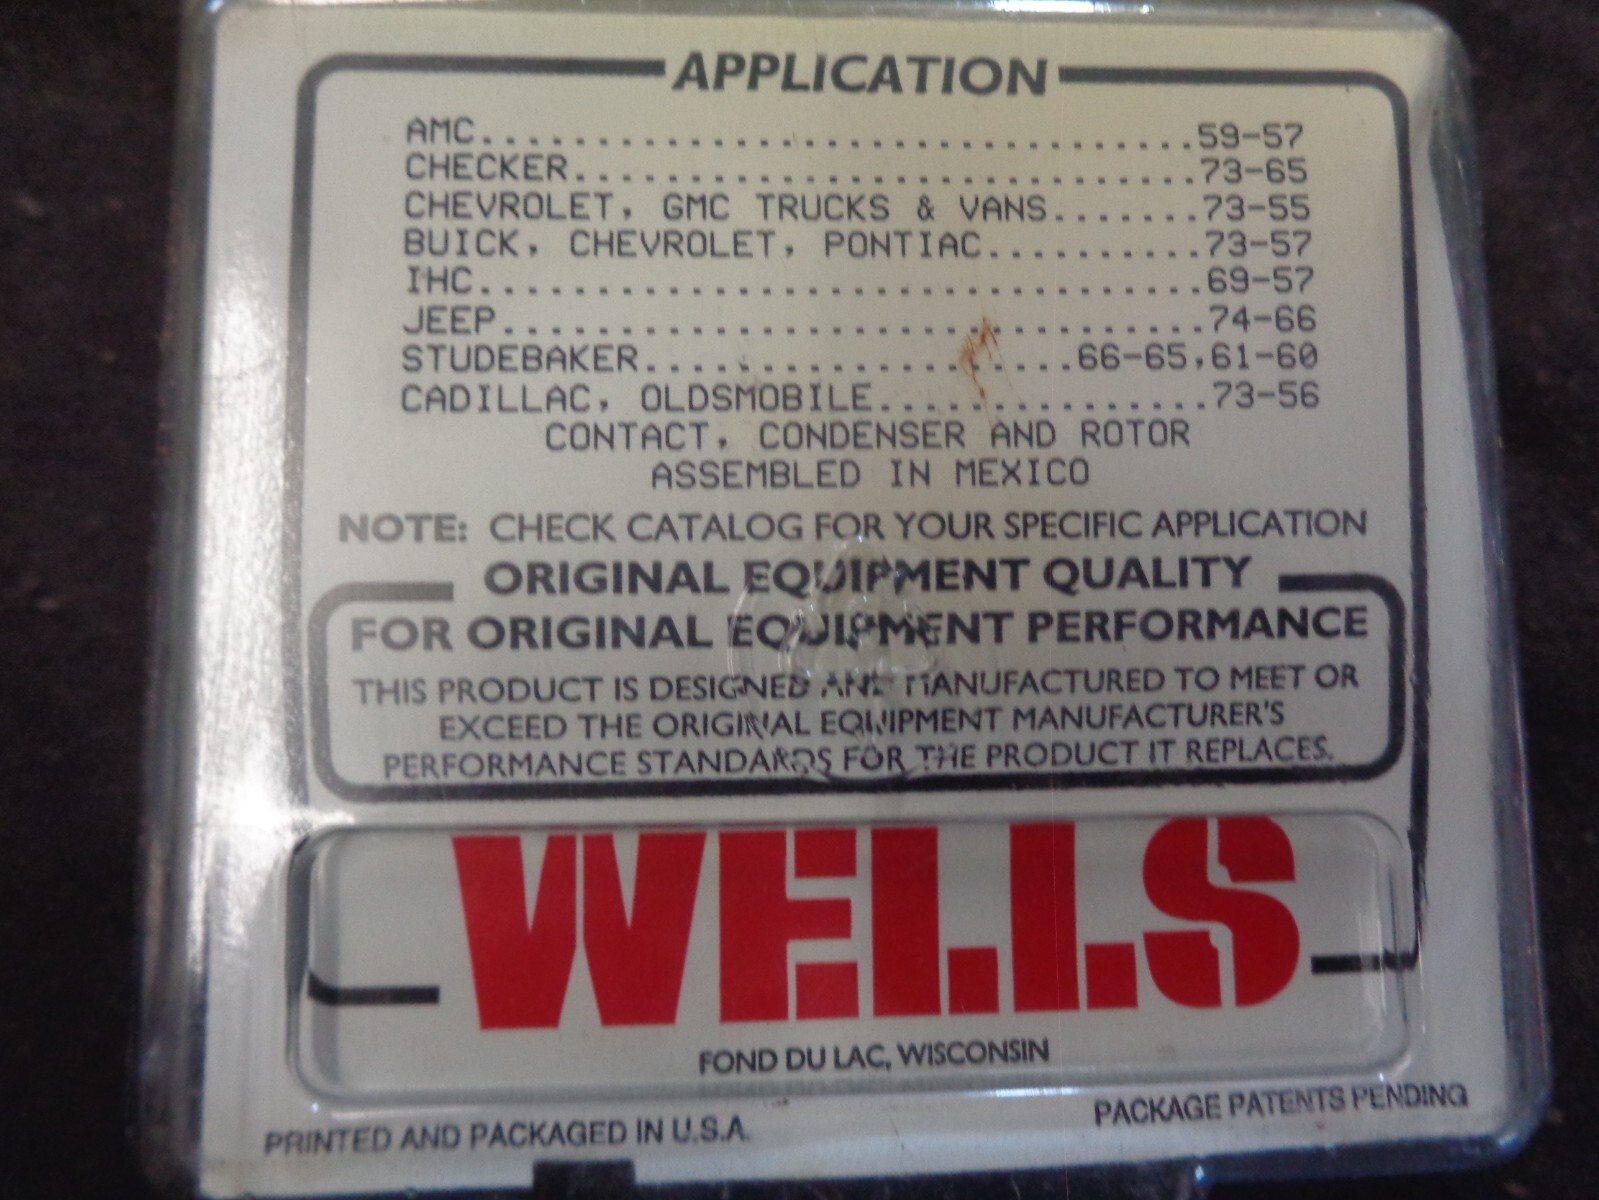 APPLICATION
AMC................................59-57
CHECKER............................73-65
CHEVROLET, GMC TRUCKS & VANS.......73-55
BUICK, CHEVROLET, PONTIAC..........73-57
IHC................................69-57
JEEP...............................74-66
STUDEBAKER...................66-65,61-60
CADILLAC, OLDSMOBILE...............73-56
CONTACT, CONDENSER AND ROTOR
ASSEMBLED IN MEXICO
NOTE: CHECK CATALOG FOR YOUR SPECIFIC APPLICATION
ORIGINAL EQUIPMENT QUALITY
FOR ORIGINAL EQUIPMENT PERFORMANCE
THIS PRODUCT IS DESIGNED AND MANUFACTURED TO MEET OR
EXCEED THE ORIGINAL EQUIPMENT MANUFACTURER'S
PERFORMANCE STANDARDS FOR THE PRODUCT IT REPLACES.
WELLS
FOND DU LAC, WISCONSIN
PRINTED AND PACKAGED IN U.S.A.
PACKAGE PATENTS PENDING